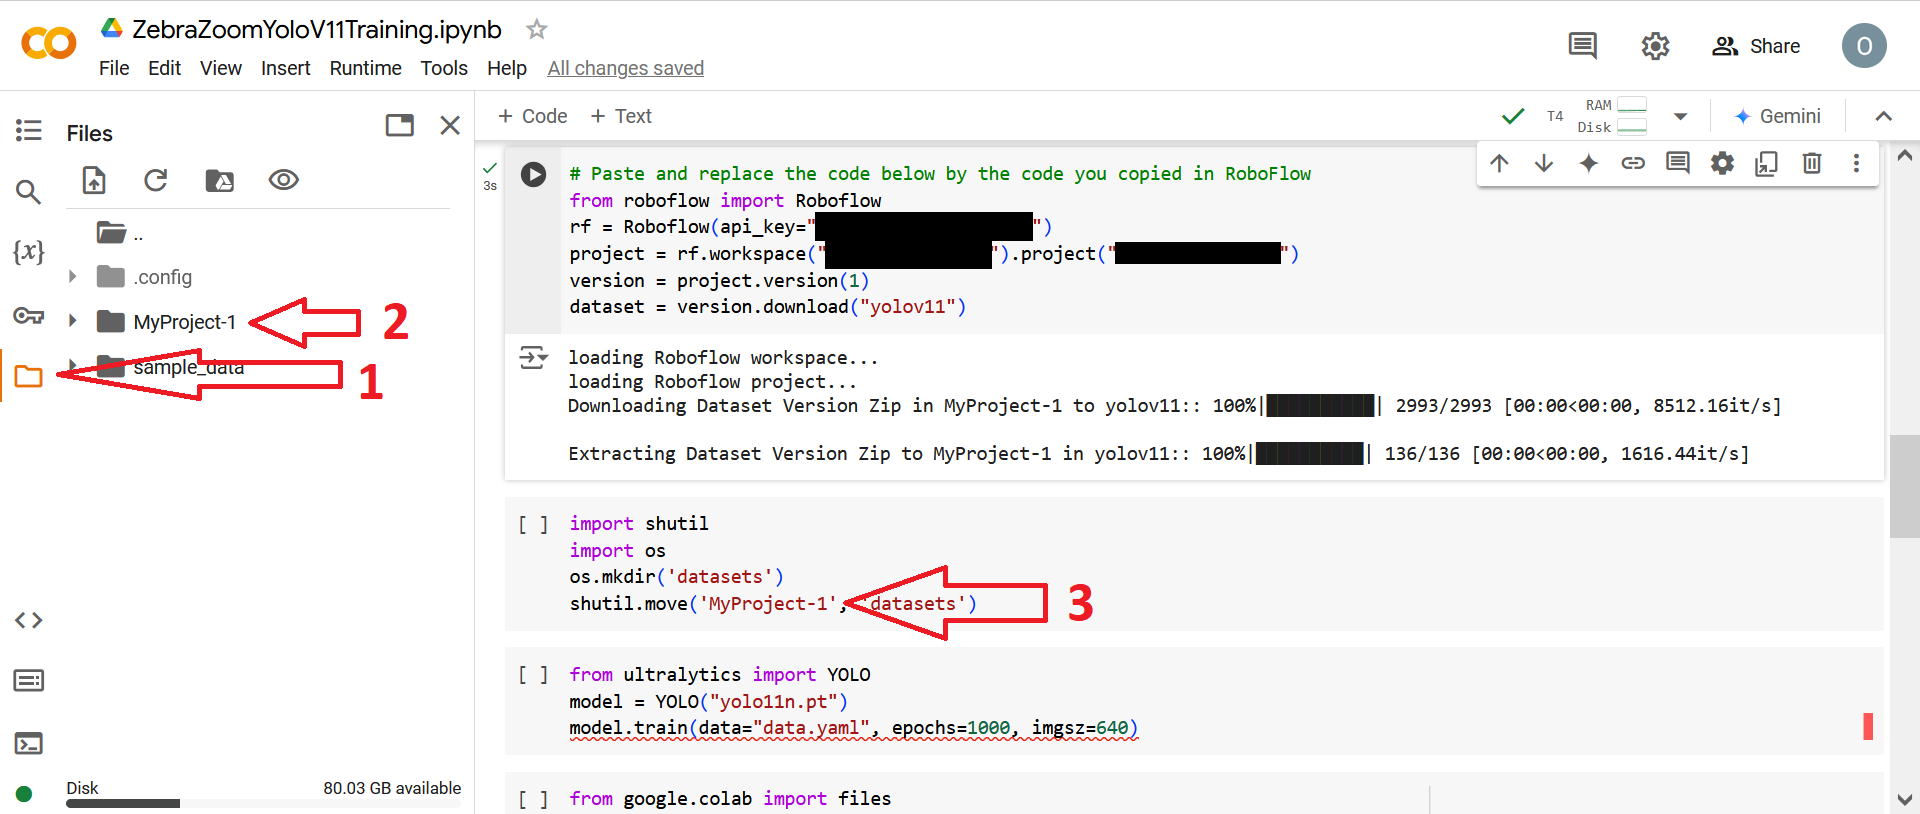 ZebraZoomYoloV11Training.ipynb
File Edit View Insert Runtime Tools Help All changes saved
Share
O
Files
+ Code + Text
T4
RAM
Disk
Gemini
..
.config
MyProject-1
2
sample_data
1
{x}
3s
# Paste and replace the code below by the code you copied in RoboFlow
from roboflow import Roboflow
rf = Roboflow(api_key="")
project = rf.workspace("").project("")
version = project.version(1)
dataset = version.download("yolov11")
loading Roboflow workspace...
loading Roboflow project...
Downloading Dataset Version Zip in MyProject-1 to yolov11:: 100%|██████████| 2993/2993 [00:00<00:00, 8512.16it/s]
Extracting Dataset Version Zip to MyProject-1 in yolov11:: 100%|██████████| 136/136 [00:00<00:00, 1616.44it/s]
[ ] import shutil
import os
os.mkdir('datasets')
shutil.move('MyProject-1', 'datasets')
3
[ ] from ultralytics import YOLO
model = YOLO("yolo11n.pt")
model.train(data="data.yaml", epochs=1000, imgsz=640)
[ ] from google.colab import files
Disk 80.03 GB available